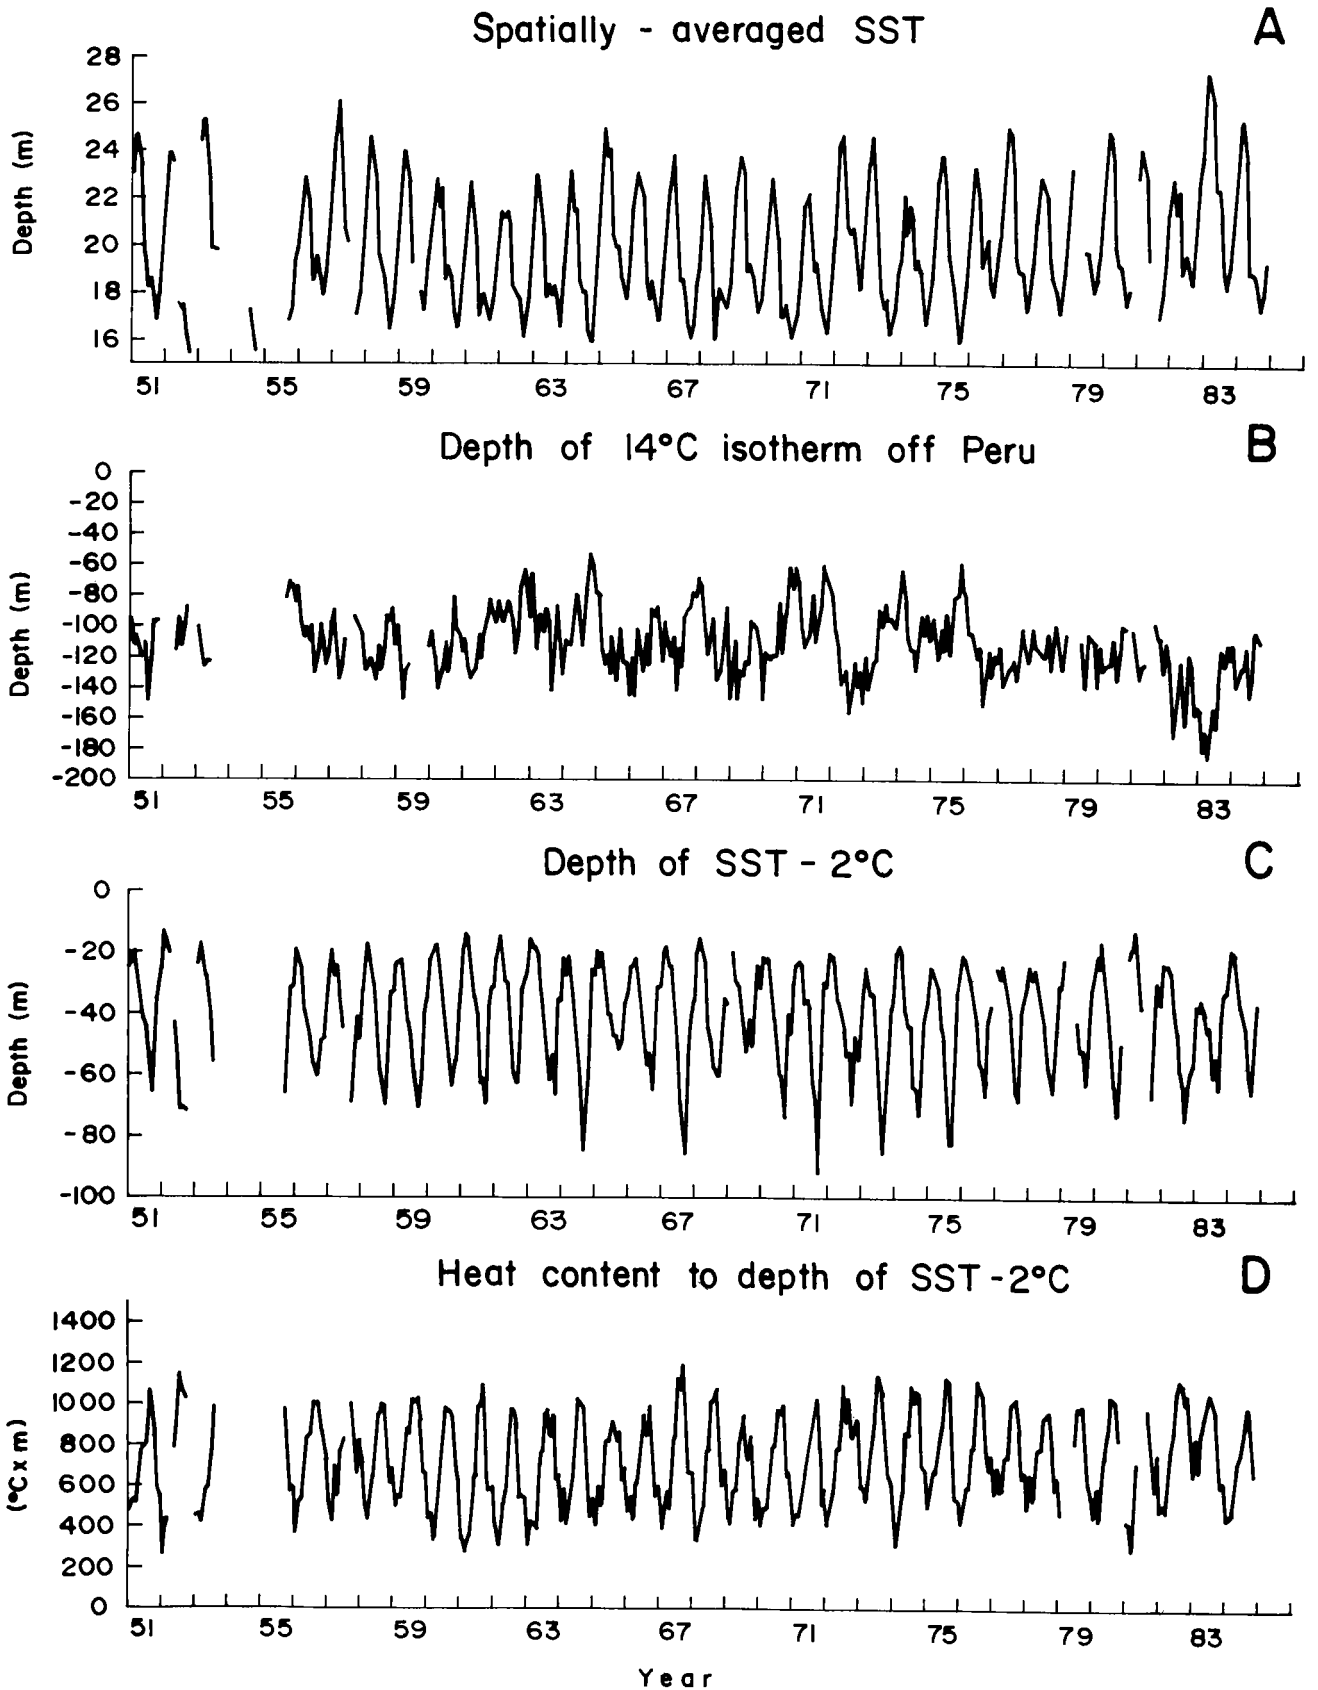 Spatially - averaged SST
A
28
26
24
22
20
18
16
Depth (m)
51 55 59 63 67 71 75 79 83
Depth of 14°C isotherm off Peru
B
0
-20
-40
-60
-80
-100
-120
-140
-160
-180
-200
Depth (m)
51 55 59 63 67 71 75 79 83
Depth of SST - 2°C
C
0
-20
-40
-60
-80
-100
Depth (m)
51 55 59 63 67 71 75 79 83
Heat content to depth of SST - 2°C
D
1400
1200
1000
800
600
400
200
0
(°C x m)
51 55 59 63 67 71 75 79 83
Year